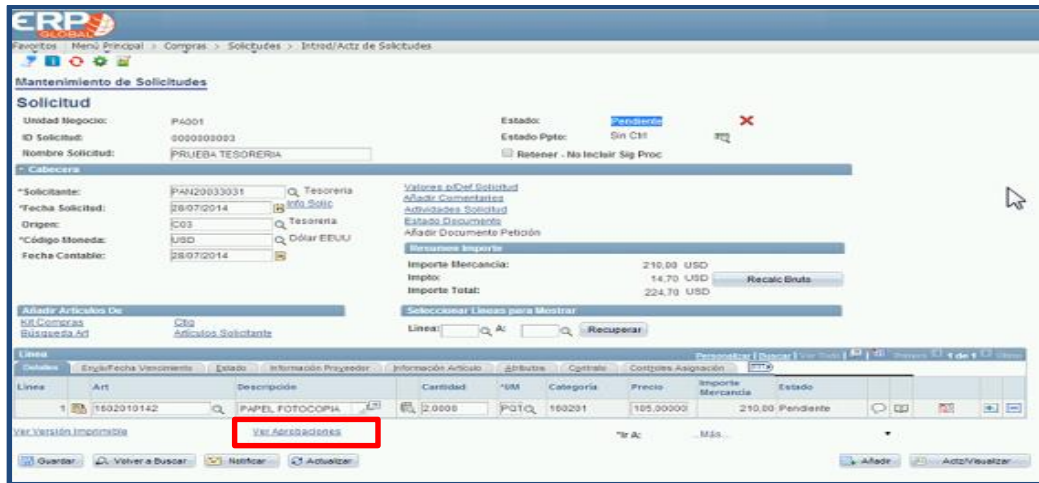 ERP
GLOBAL
Favoritos Menú Principal > Compras > Solicitudes > Introd/Actz de Solicitudes
Mantenimiento de Solicitudes
Solicitud
Unidad Negocio: PA001 Estado: Pendiente
ID Solicitud: Estado Ppto: Sin Ctrl
Nombre Solicitud: PRUEBA TESORERIA Retener - No Incluir Sig Proc
Cabecera
*Solicitante: PAN20033031 Tesoreria Valores p/Def Solicitud
Añadir Comentarios
*Fecha Solicitud: 28/07/2014 Info Solic Actividades Solicitud
Origen: C03 Tesoreria Estado Documento
*Código Moneda: USD Dólar EEUU Añadir Documento Petición
Fecha Contable: 28/07/2014 Resumen Importe
Importe Mercancia: 210,00 USD
Impto: 14,70 USD Recalc Bruto
Importe Total: 224,70 USD
Añadir Artículos De Seleccionar Líneas para Mostrar
Kit Compras Ctlg Línea: A: Recuperar
Búsqueda Art Artículos Solicitante
Línea Personalizar | Buscar | Ver Todo | 1 de 1
Detalles Envío/Fecha Vencimiento Estado Información Proveedor Información Artículo Atributos Contrato Controles Asignación
Línea Art Descripción Cantidad *UM Categoría Precio Importe Mercancía Estado
1 1602010142 PAPEL FOTOCOPIA 2,0000 PQT 160201 105,00000 210,00 Pendiente
Ver Versión Imprimible Ver Aprobaciones *Ir A: ...Más...
Guardar Volver a Buscar Notificar Actualizar Añadir Actz/Visualizar